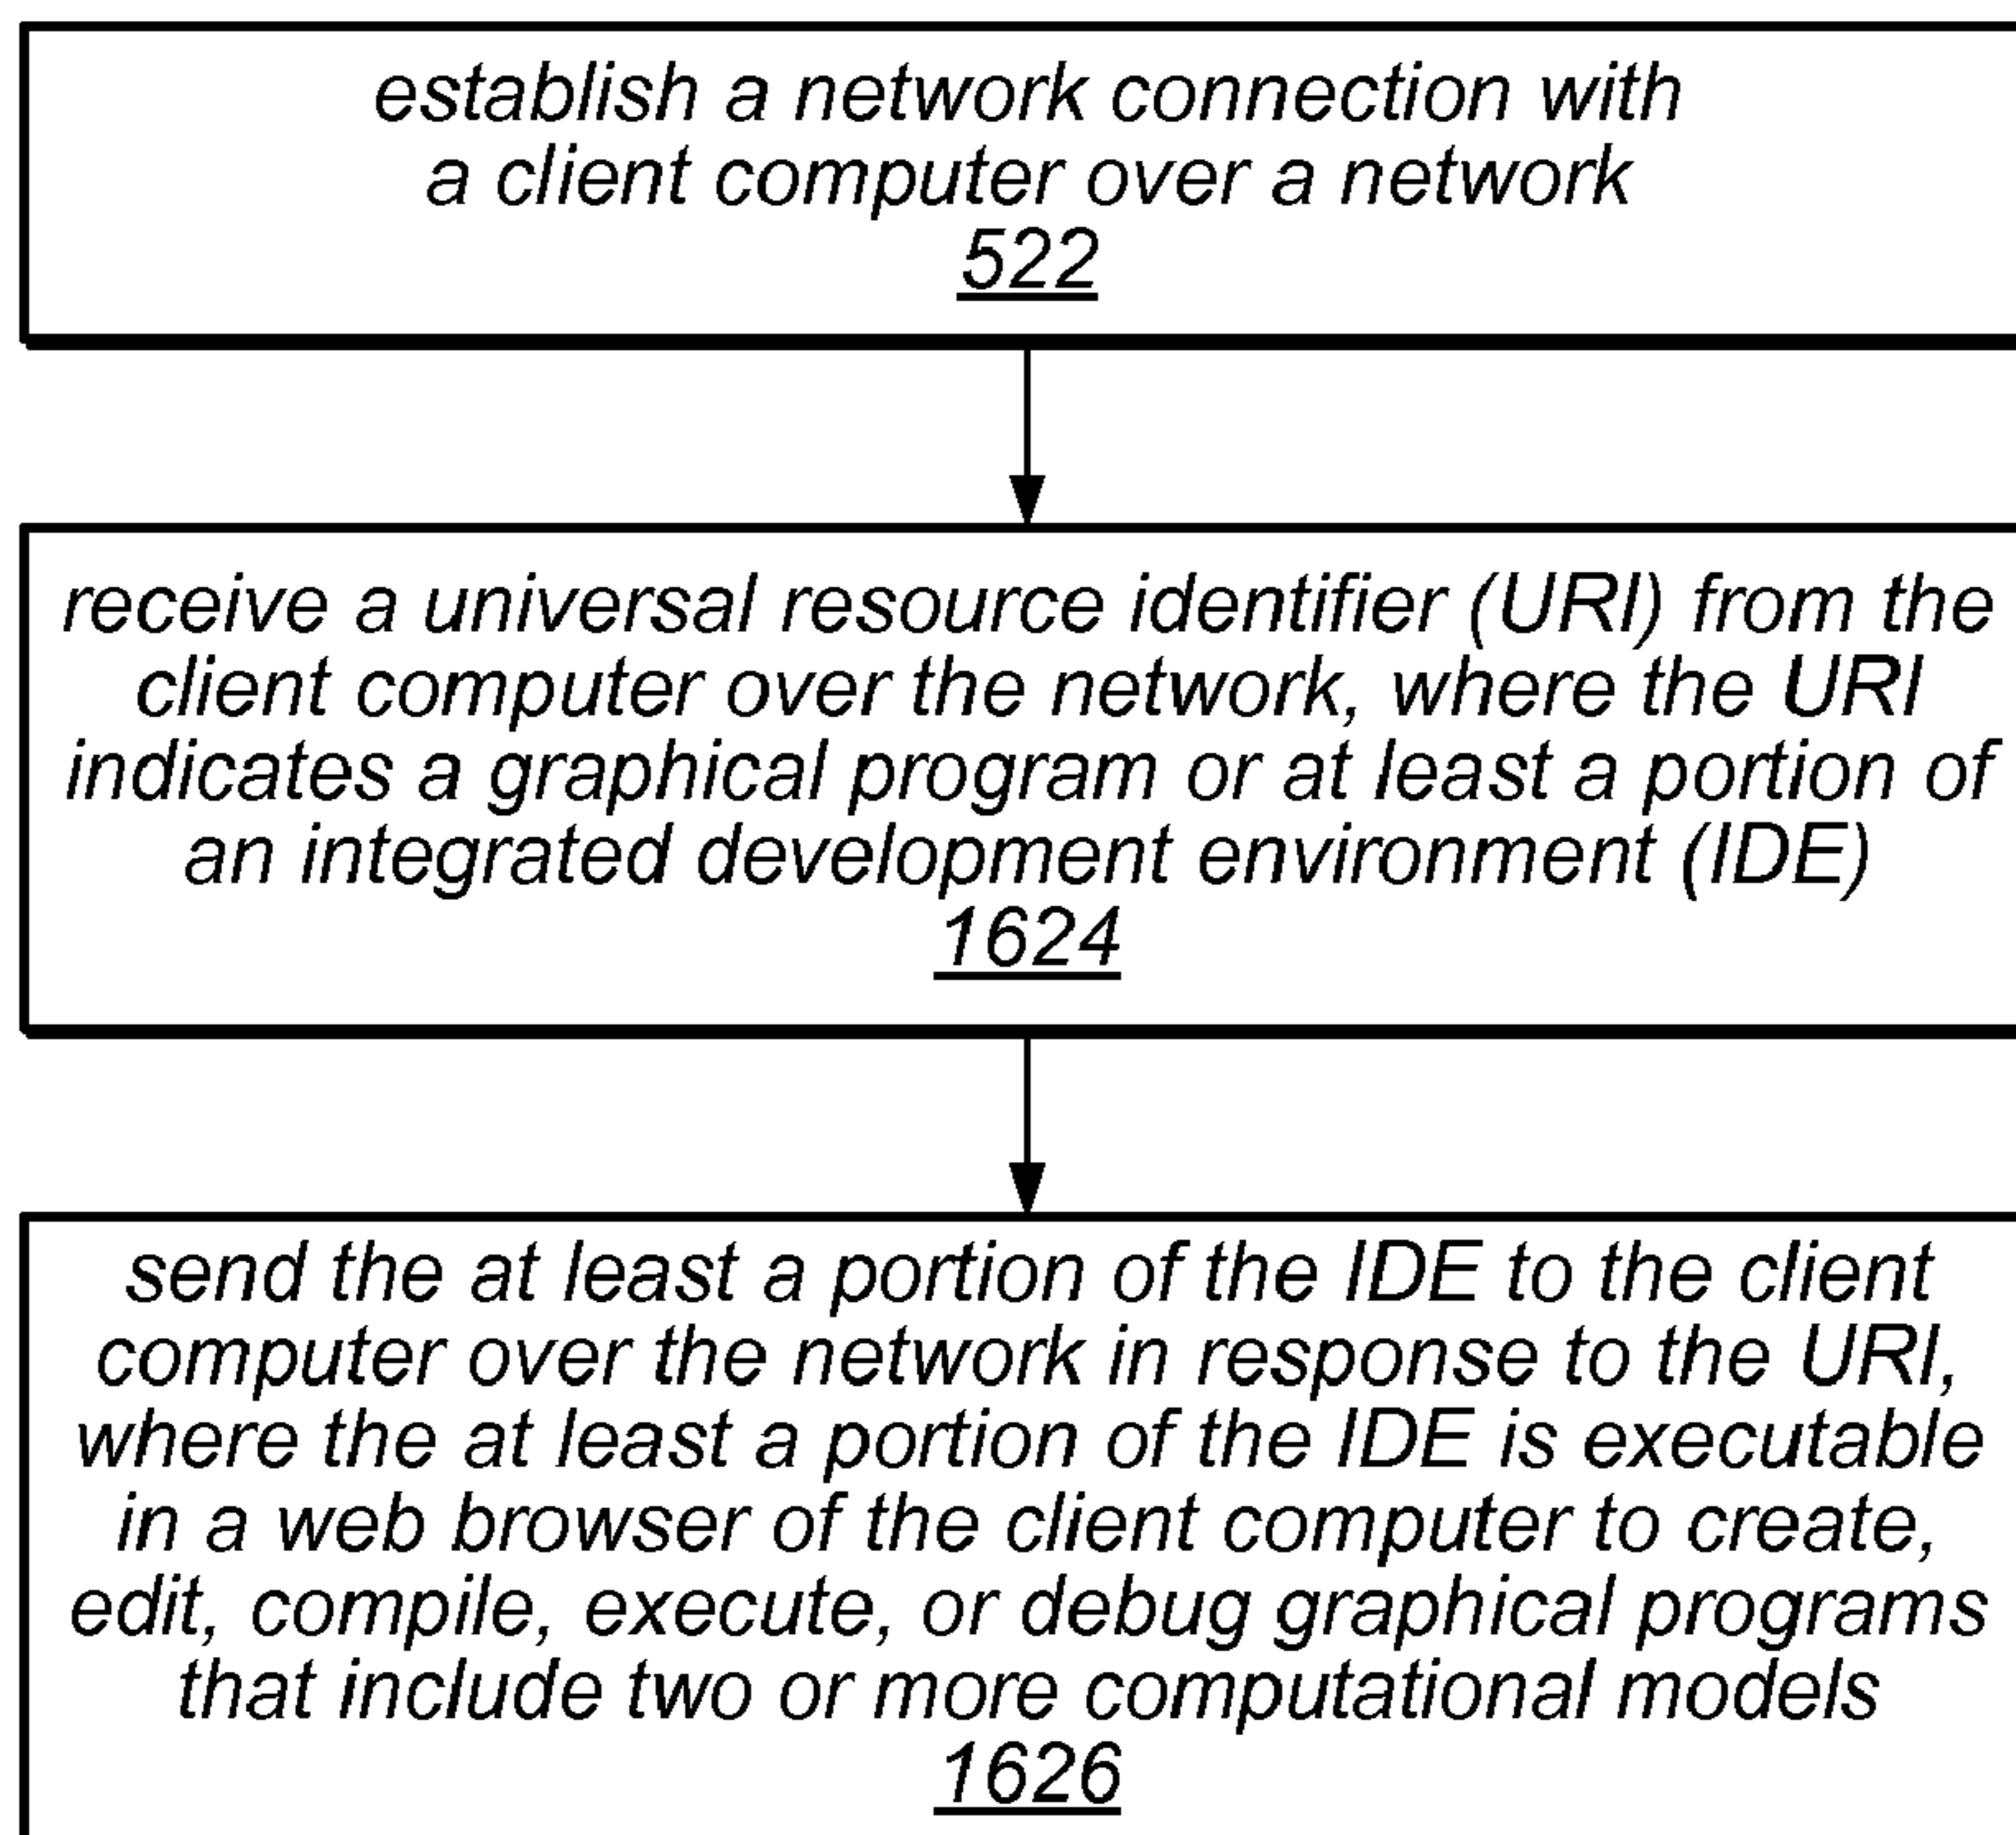 establish a network connection with
a client computer over a network
522
receive a universal resource identifier (URI) from the
client computer over the network, where the URI
indicates a graphical program or at least a portion of
an integrated development environment (IDE)
1624
send the at least a portion of the IDE to the client
computer over the network in response to the URI,
where the at least a portion of the IDE is executable
in a web browser of the client computer to create,
edit, compile, execute, or debug graphical programs
that include two or more computational models
1626